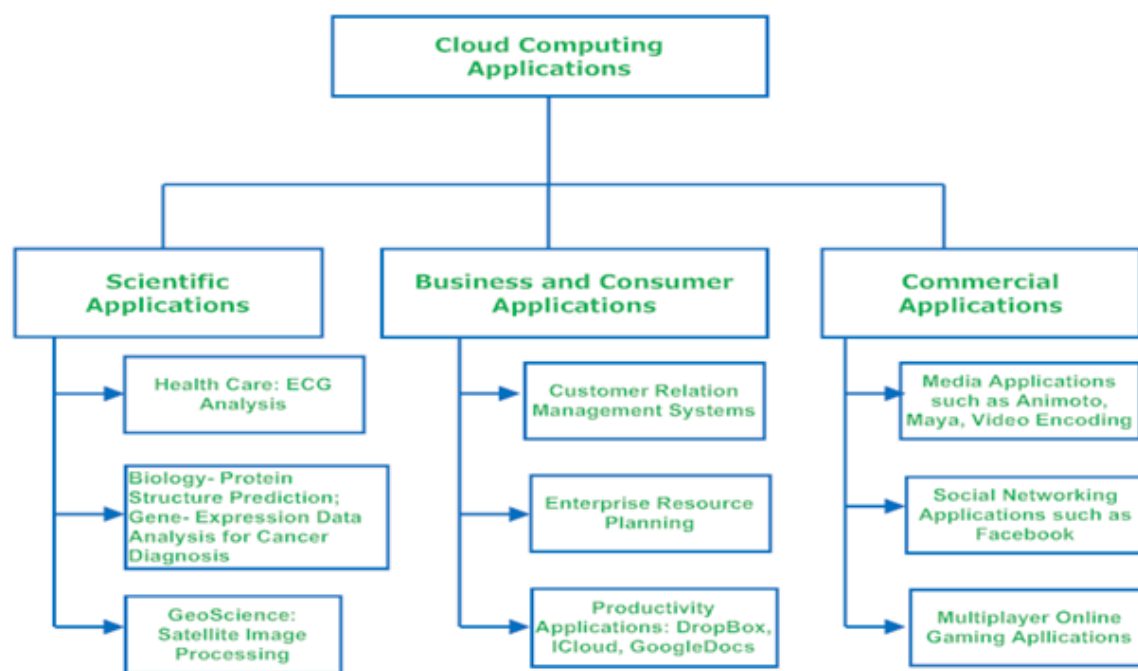 Cloud Computing
Applications
Scientific
Applications
Health Care: ECG
Analysis
Biology- Protein
Structure Prediction;
Gene- Expression Data
Analysis for Cancer
Diagnosis
GeoScience:
Satellite Image
Processing
Business and Consumer
Applications
Customer Relation
Management Systems
Enterprise Resource
Planning
Productivity
Applications: DropBox,
ICloud, GoogleDocs
Commercial
Applications
Media Applications
such as Animoto,
Maya, Video Encoding
Social Networking
Applications such as
Facebook
Multiplayer Online
Gaming Apllications